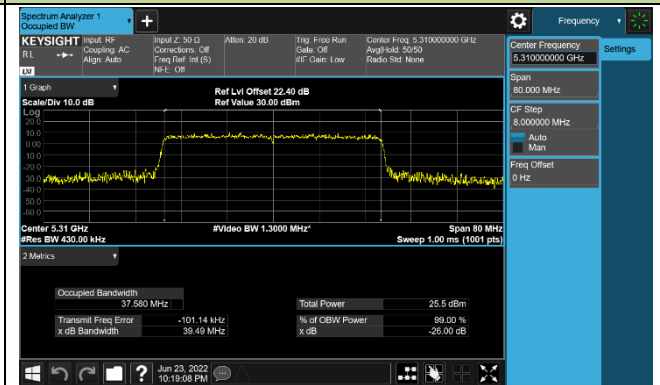 Spectrum Analyzer 1
Occupied BW
+
Frequency
KEYSIGHT
RL
LXI
Input: RF
Coupling: AC
Align: Auto
Input Z: 50 Ω
Corrections: Off
Freq Ref: Int (S)
NFE: Off
Atten: 20 dB
Trig: Free Run
Gate: Off
#IF Gain: Low
Center Freq: 5.310000000 GHz
Avg|Hold: 50/50
Radio Std: None
Center Frequency
5.310000000 GHz
Settings
Span
80.000 MHz
CF Step
8.000000 MHz
Auto
Man
Freq Offset
0 Hz
1 Graph
Scale/Div 10.0 dB
Ref Lvl Offset 22.40 dB
Ref Value 30.00 dBm
Log
20.0
10.0
0.00
-10.0
-20.0
-30.0
-40.0
-50.0
-60.0
Center 5.31 GHz
#Video BW 1.3000 MHz*
Span 80 MHz
#Res BW 430.00 kHz
Sweep 1.00 ms (1001 pts)
2 Metrics
Occupied Bandwidth
37.580 MHz
Total Power 25.5 dBm
Transmit Freq Error -101.14 kHz
% of OBW Power 99.00 %
x dB Bandwidth 39.49 MHz
x dB -26.00 dB
?
Jun 23, 2022
10:19:08 PM